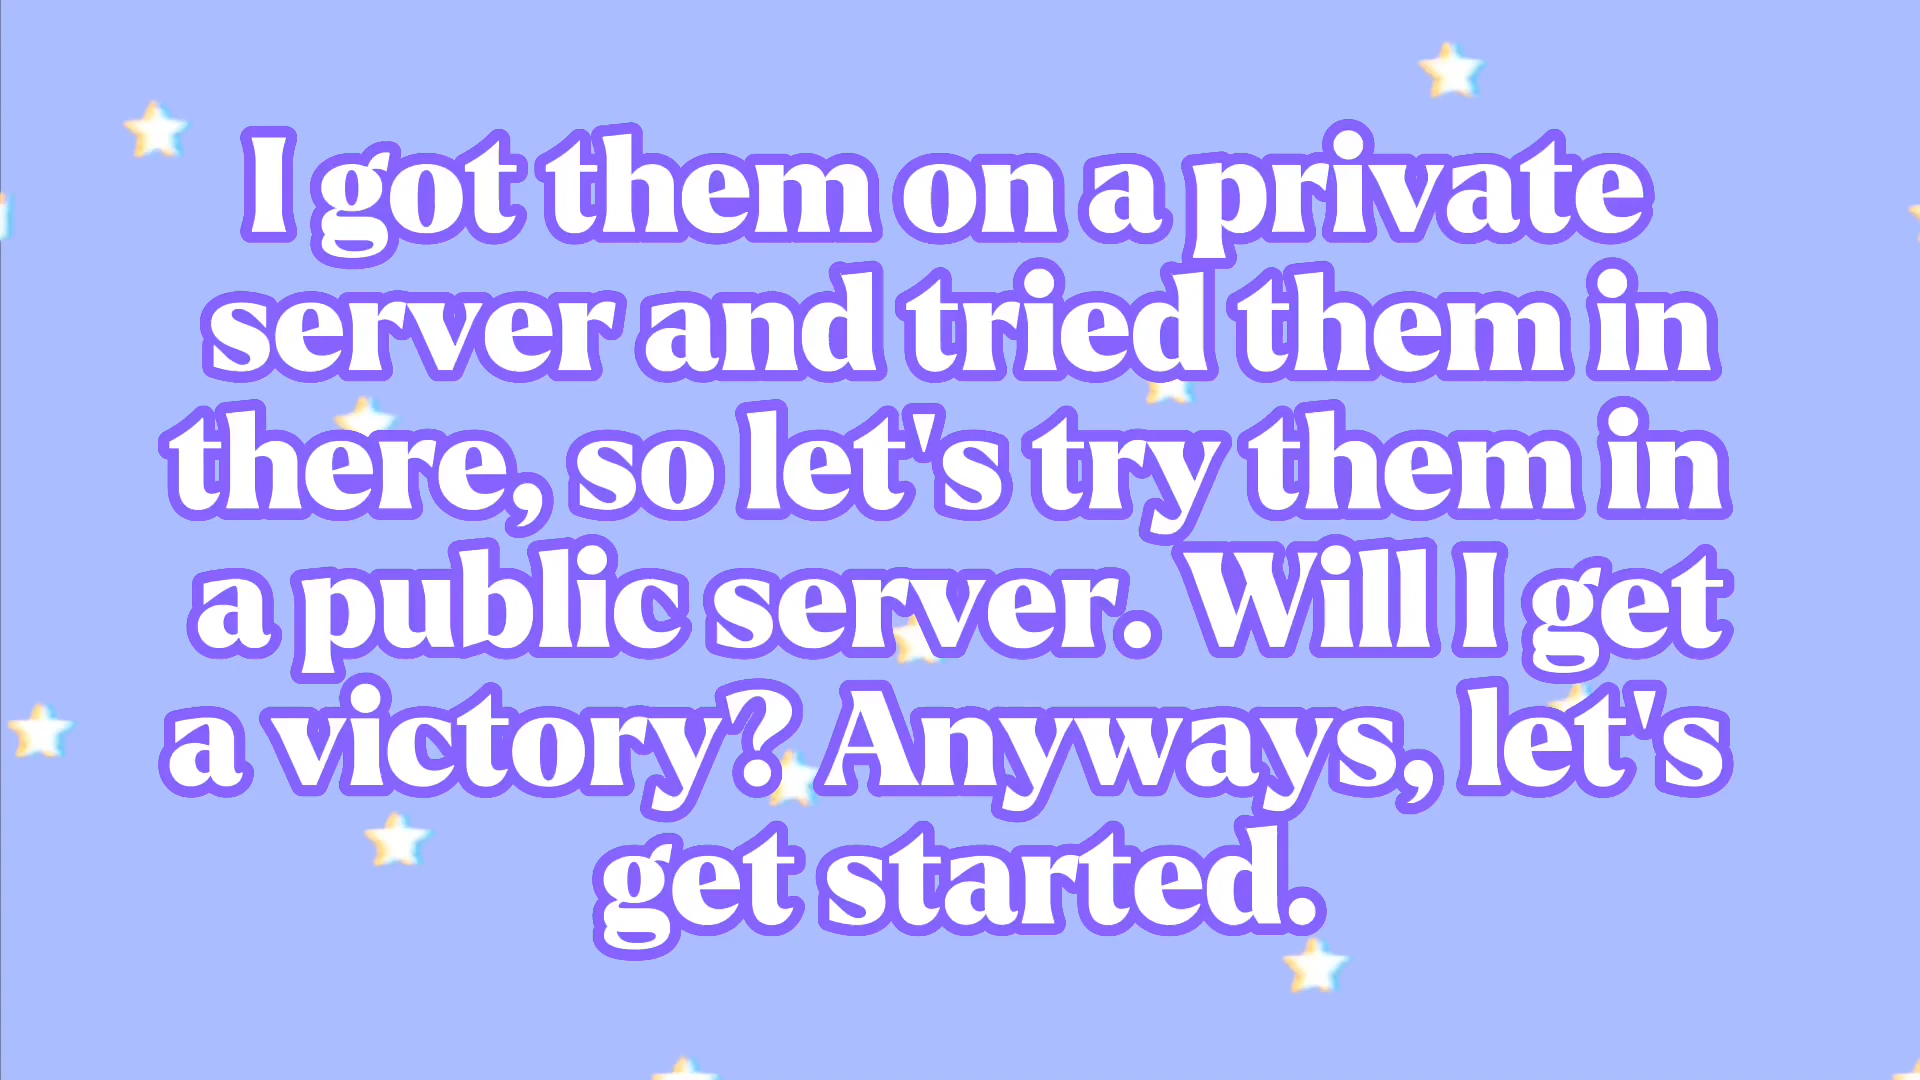 I got them on a private
server and tried them in
there, so let's try them in
a public server. Will I get
a victory? Anyways, let's
get started.